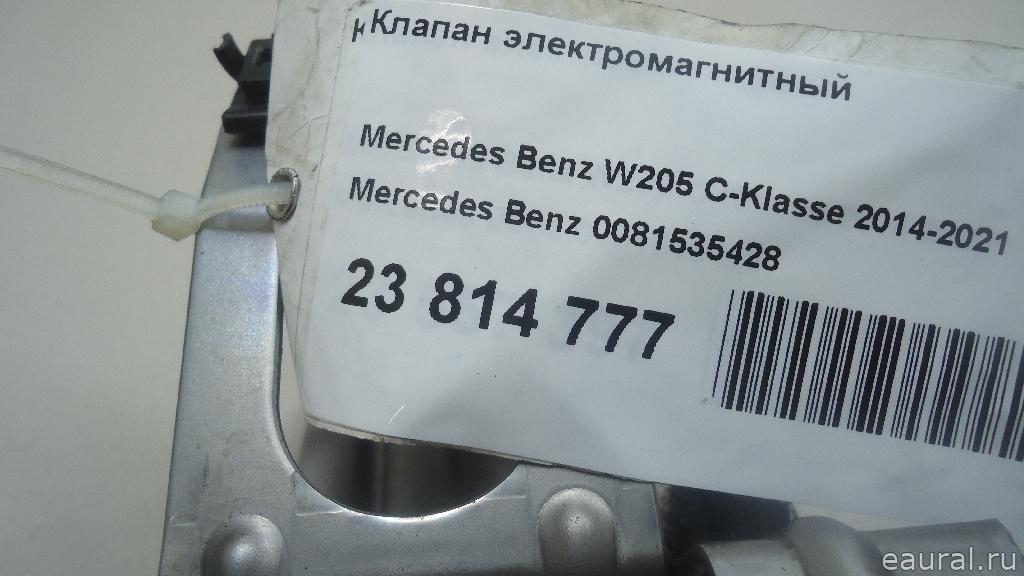 Клапан электромагнитный
Mercedes Benz W205 C-Klasse 2014-2021
Mercedes Benz 0081535428
23 814 777
eaural.ru